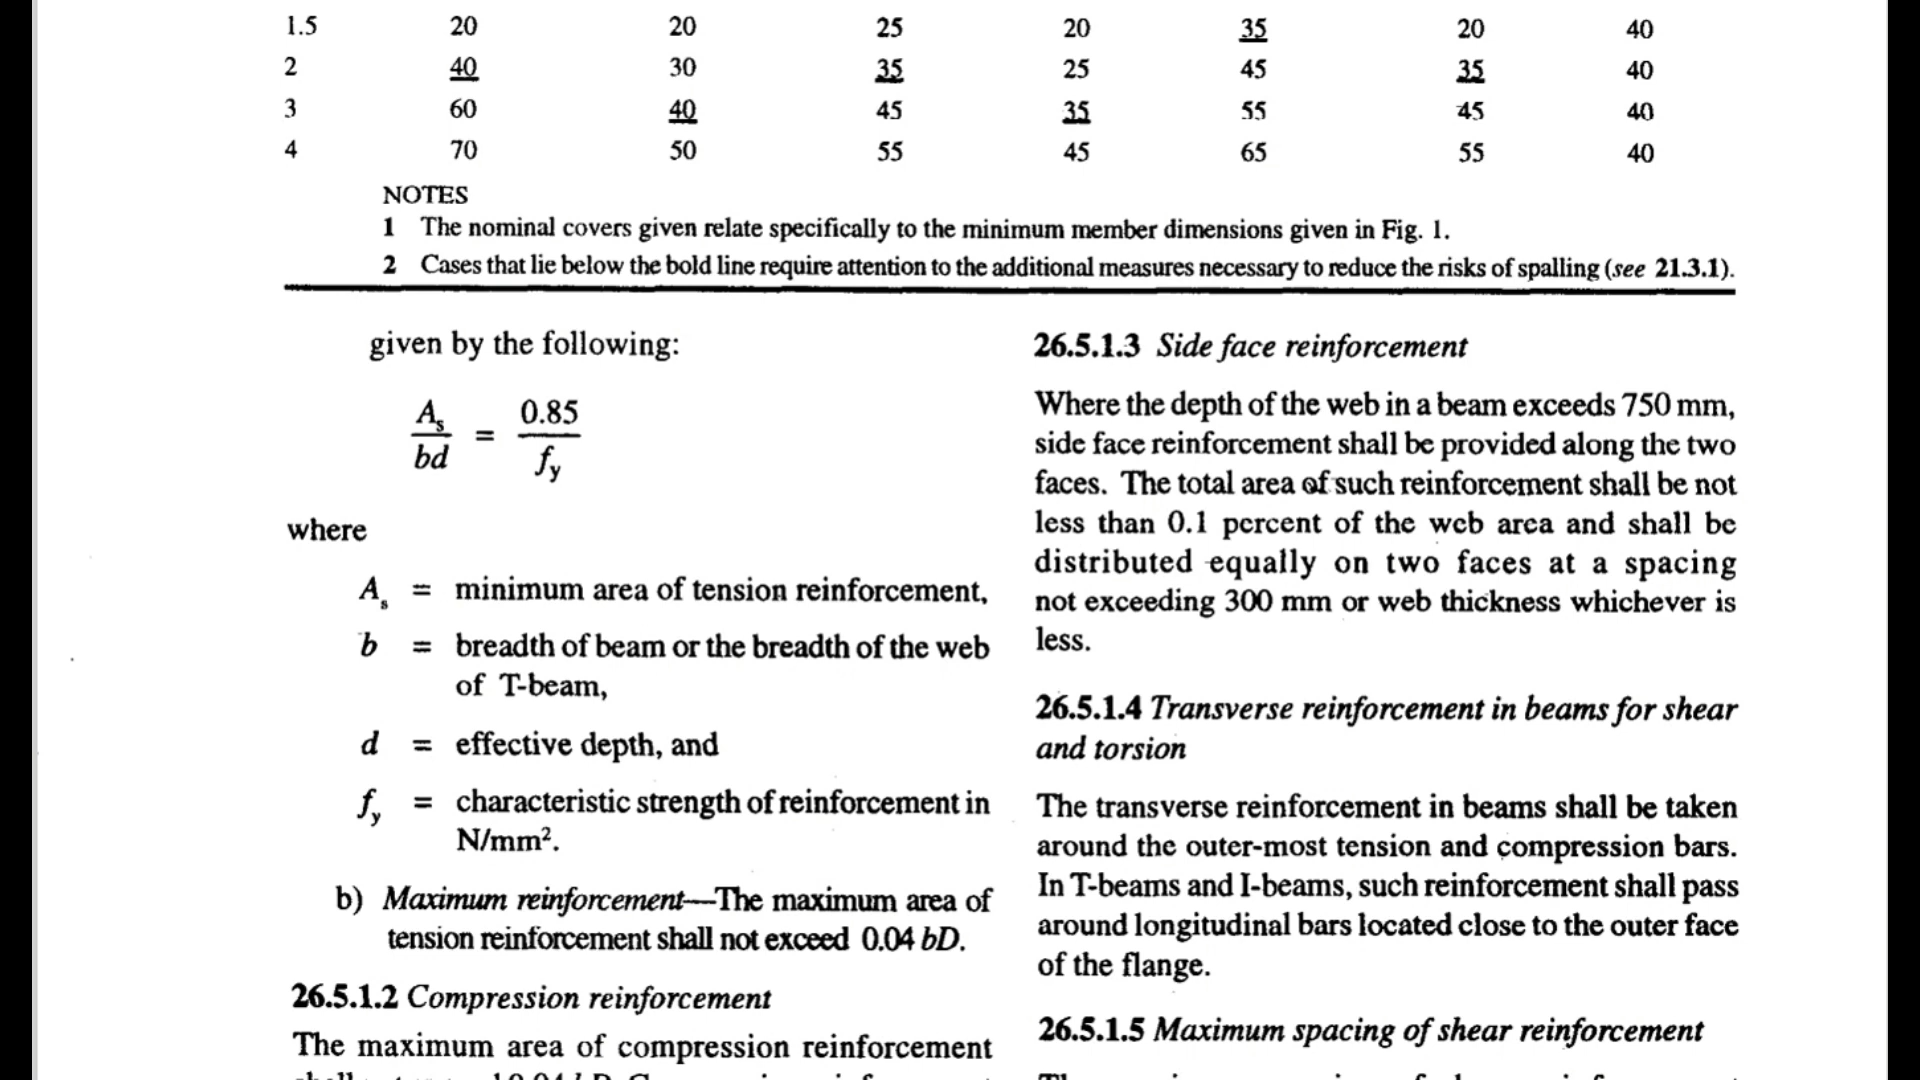 1.5 20 20 25 20 35 20 40
2 40 30 35 25 45 35 40
3 60 40 45 35 55 45 40
4 70 50 55 45 65 55 40
NOTES
1 The nominal covers given relate specifically to the minimum member dimensions given in Fig. 1.
2 Cases that lie below the bold line require attention to the additional measures necessary to reduce the risks of spalling (see 21.3.1).
given by the following:
A_s/bd = 0.85/f_y
where
A_s = minimum area of tension reinforcement,
b = breadth of beam or the breadth of the web
of T-beam,
d = effective depth, and
f_y = characteristic strength of reinforcement in
N/mm².
b) Maximum reinforcement—The maximum area of
tension reinforcement shall not exceed 0.04 bD.
26.5.1.2 Compression reinforcement
The maximum area of compression reinforcement
26.5.1.3 Side face reinforcement
Where the depth of the web in a beam exceeds 750 mm,
side face reinforcement shall be provided along the two
faces. The total area of such reinforcement shall be not
less than 0.1 percent of the web area and shall be
distributed equally on two faces at a spacing
not exceeding 300 mm or web thickness whichever is
less.
26.5.1.4 Transverse reinforcement in beams for shear
and torsion
The transverse reinforcement in beams shall be taken
around the outer-most tension and compression bars.
In T-beams and I-beams, such reinforcement shall pass
around longitudinal bars located close to the outer face
of the flange.
26.5.1.5 Maximum spacing of shear reinforcement